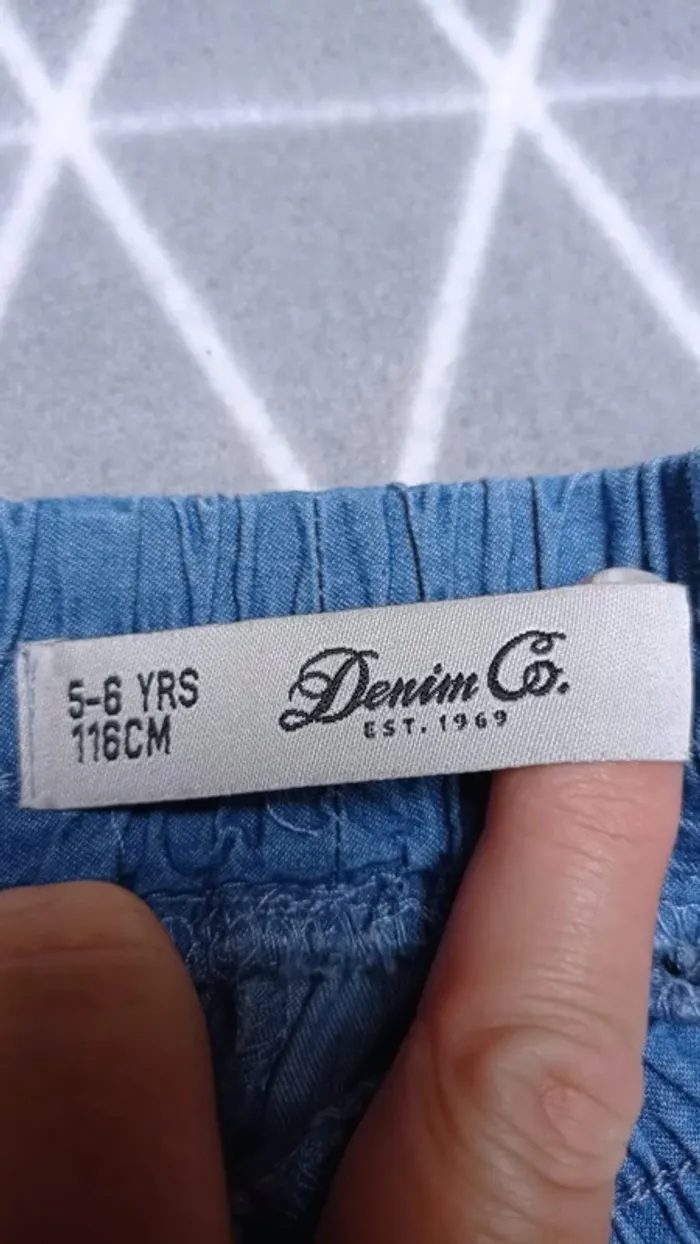 5-6 YRS
116CM
Denim Co.
EST. 1969